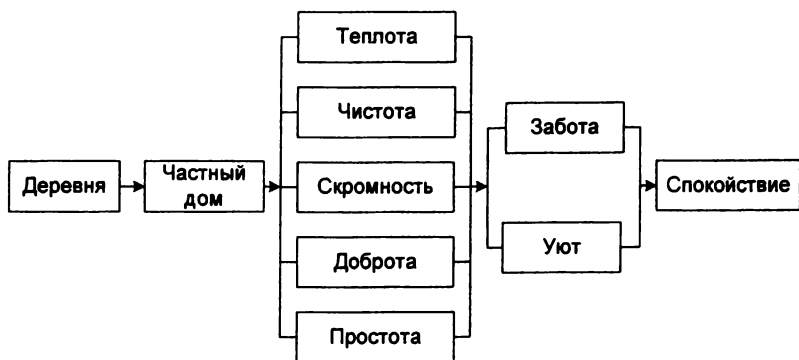 Деревня
Частный
дом
Теплота
Чистота
Скромность
Доброта
Простота
Забота
Уют
Спокойствие